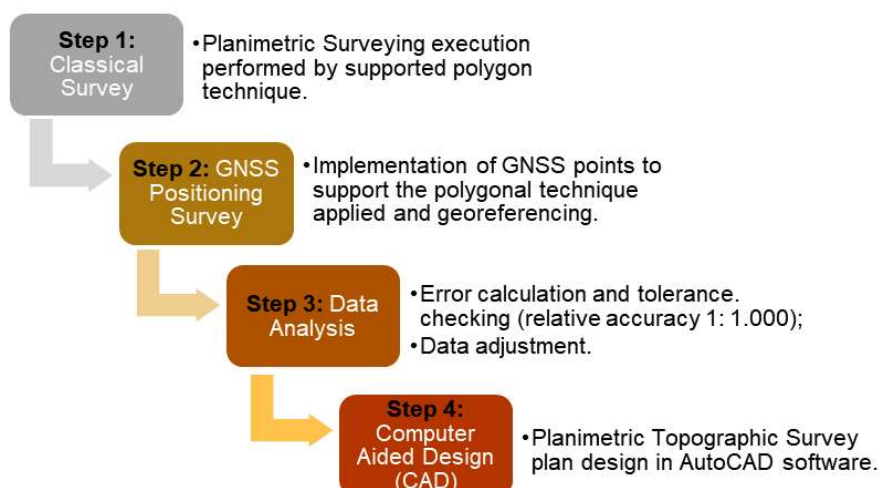 Step 1:
Classical
Survey
•Planimetric Surveying execution
performed by supported polygon
technique.
Step 2: GNSS
Positioning
Survey
•Implementation of GNSS points to
support the polygonal technique
applied and georeferencing.
Step 3: Data
Analysis
•Error calculation and tolerance.
checking (relative accuracy 1: 1.000);
•Data adjustment.
Step 4:
Computer
Aided Design
(CAD)
•Planimetric Topographic Survey
plan design in AutoCAD software.